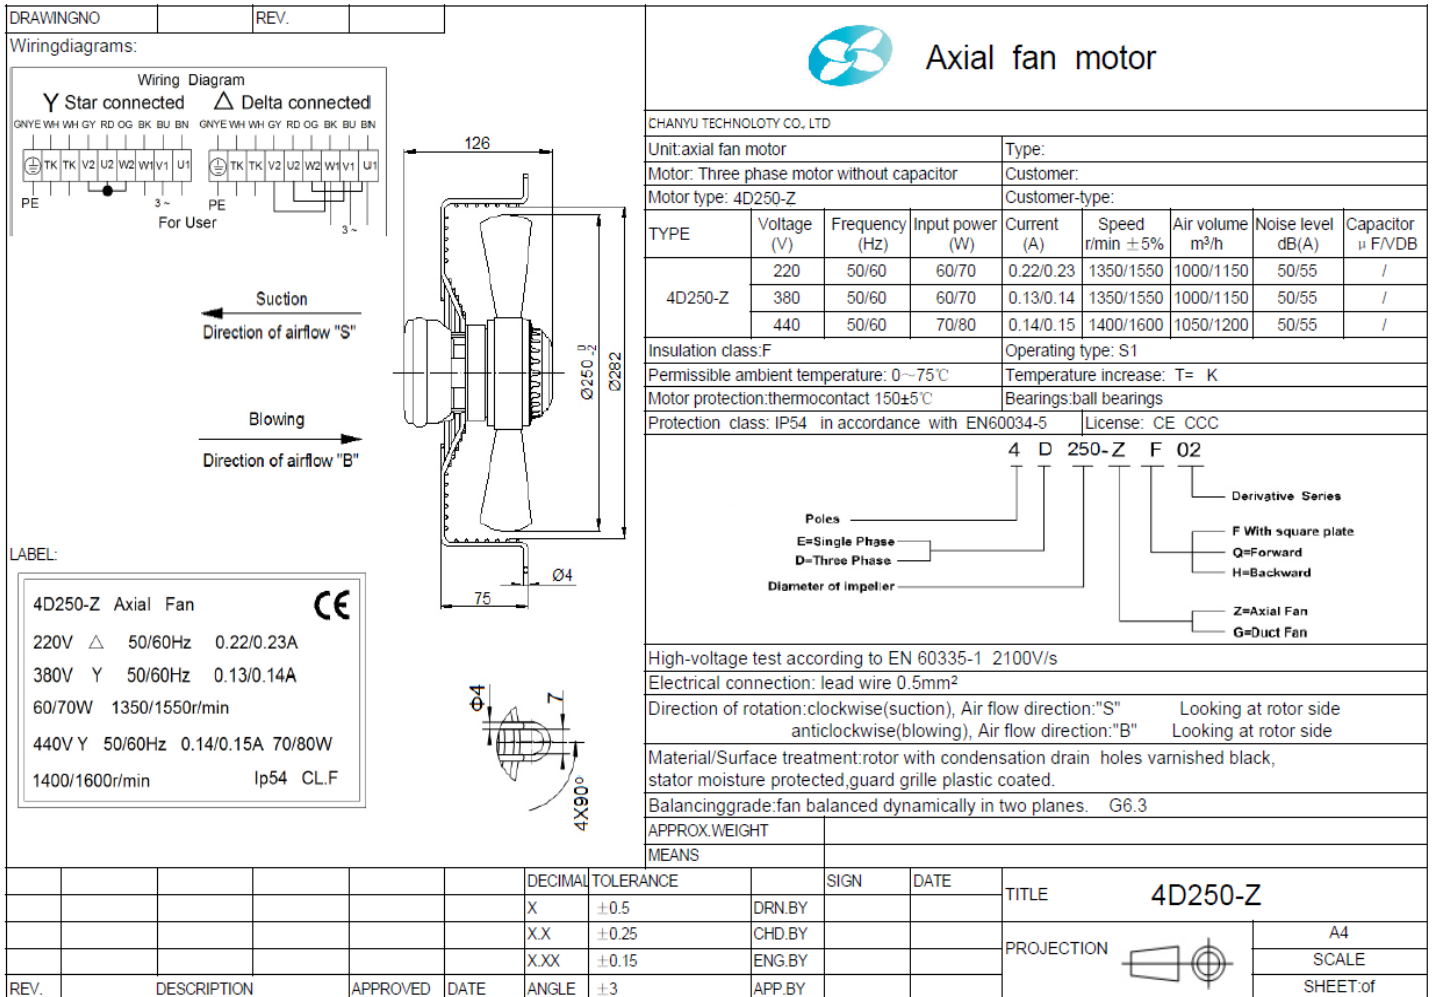 DRAWINGNO REV.
Wiringdiagrams:
Wiring Diagram
Y Star connected △ Delta connected
GNYE WH WH GY RD OG BK BU BN GNYE WH WH GY RD OG BK BU BN
TK TK V2 U2 W2 W1 V1 U1 TK TK V2 U2 W2 W1 V1 U1
PE 3~ PE
For User 3~
Suction
Direction of airflow "S"
Blowing
Direction of airflow "B"
126
Ø250 0 -2
Ø282
Ø4
75
Φ4
7
4X90°
LABEL:
4D250-Z Axial Fan CE
220V △ 50/60Hz 0.22/0.23A
380V Y 50/60Hz 0.13/0.14A
60/70W 1350/1550r/min
440V Y 50/60Hz 0.14/0.15A 70/80W
1400/1600r/min Ip54 CL.F
Axial fan motor
CHANYU TECHNOLOTY CO., LTD
Unit:axial fan motor Type:
Motor: Three phase motor without capacitor Customer:
Motor type: 4D250-Z Customer-type:
TYPE Voltage (V) Frequency (Hz) Input power (W) Current (A) Speed r/min ±5% Air volume m³/h Noise level dB(A) Capacitor μ F/VDB
220 50/60 60/70 0.22/0.23 1350/1550 1000/1150 50/55 /
4D250-Z 380 50/60 60/70 0.13/0.14 1350/1550 1000/1150 50/55 /
440 50/60 70/80 0.14/0.15 1400/1600 1050/1200 50/55 /
Insulation class:F Operating type: S1
Permissible ambient temperature: 0～75℃ Temperature increase: T= K
Motor protection:thermocontact 150±5℃ Bearings:ball bearings
Protection class: IP54 in accordance with EN60034-5 License: CE CCC
4 D 250-Z F 02
Derivative Series
Poles
E=Single Phase
D=Three Phase
Diameter of impeller
F With square plate
Q=Forward
H=Backward
Z=Axial Fan
G=Duct Fan
High-voltage test according to EN 60335-1 2100V/s
Electrical connection: lead wire 0.5mm²
Direction of rotation:clockwise(suction), Air flow direction:"S" Looking at rotor side
anticlockwise(blowing), Air flow direction:"B" Looking at rotor side
Material/Surface treatment:rotor with condensation drain holes varnished black,
stator moisture protected,guard grille plastic coated.
Balancinggrade:fan balanced dynamically in two planes. G6.3
APPROX.WEIGHT
MEANS
DECIMAL TOLERANCE SIGN DATE
X ±0.5 DRN.BY
X.X ±0.25 CHD.BY
X.XX ±0.15 ENG.BY
REV. DESCRIPTION APPROVED DATE ANGLE ±3 APP.BY
TITLE 4D250-Z
PROJECTION A4
SCALE
SHEET:of